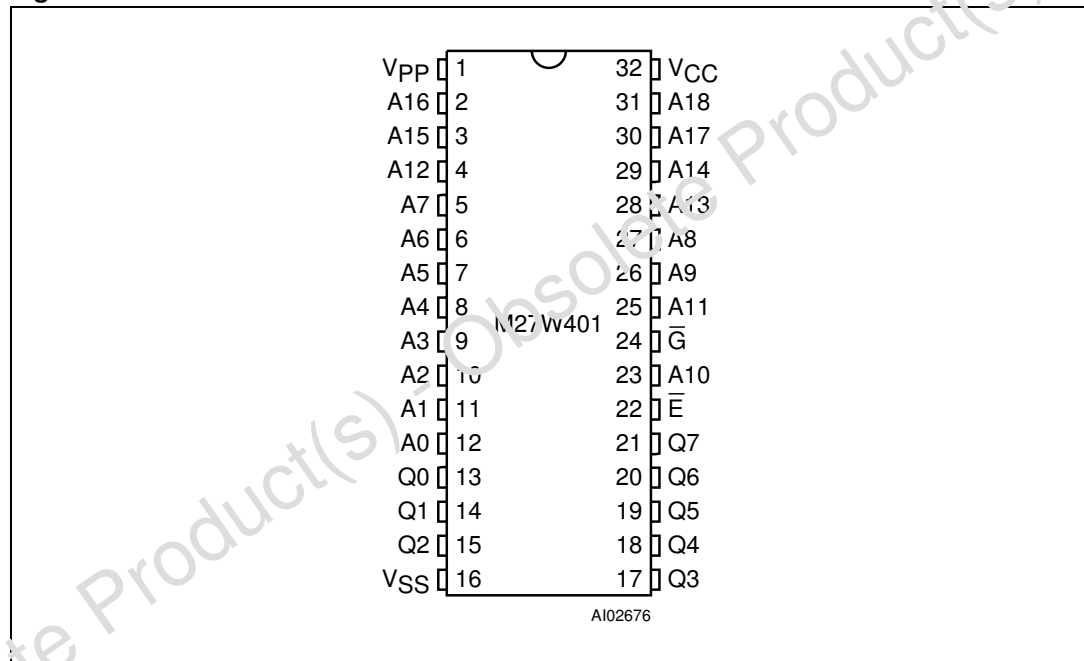 VPP 1 32 VCC
A16 2 31 A18
A15 3 30 A17
A12 4 29 A14
A7 5 28 A13
A6 6 27 A8
A5 7 26 A9
A4 8 25 A11
M27W401
A3 9 24 G̅
A2 10 23 A10
A1 11 22 E̅
A0 12 21 Q7
Q0 13 20 Q6
Q1 14 19 Q5
Q2 15 18 Q4
VSS 16 17 Q3
AI02676
te Product(s) - Obsolete Product(s)